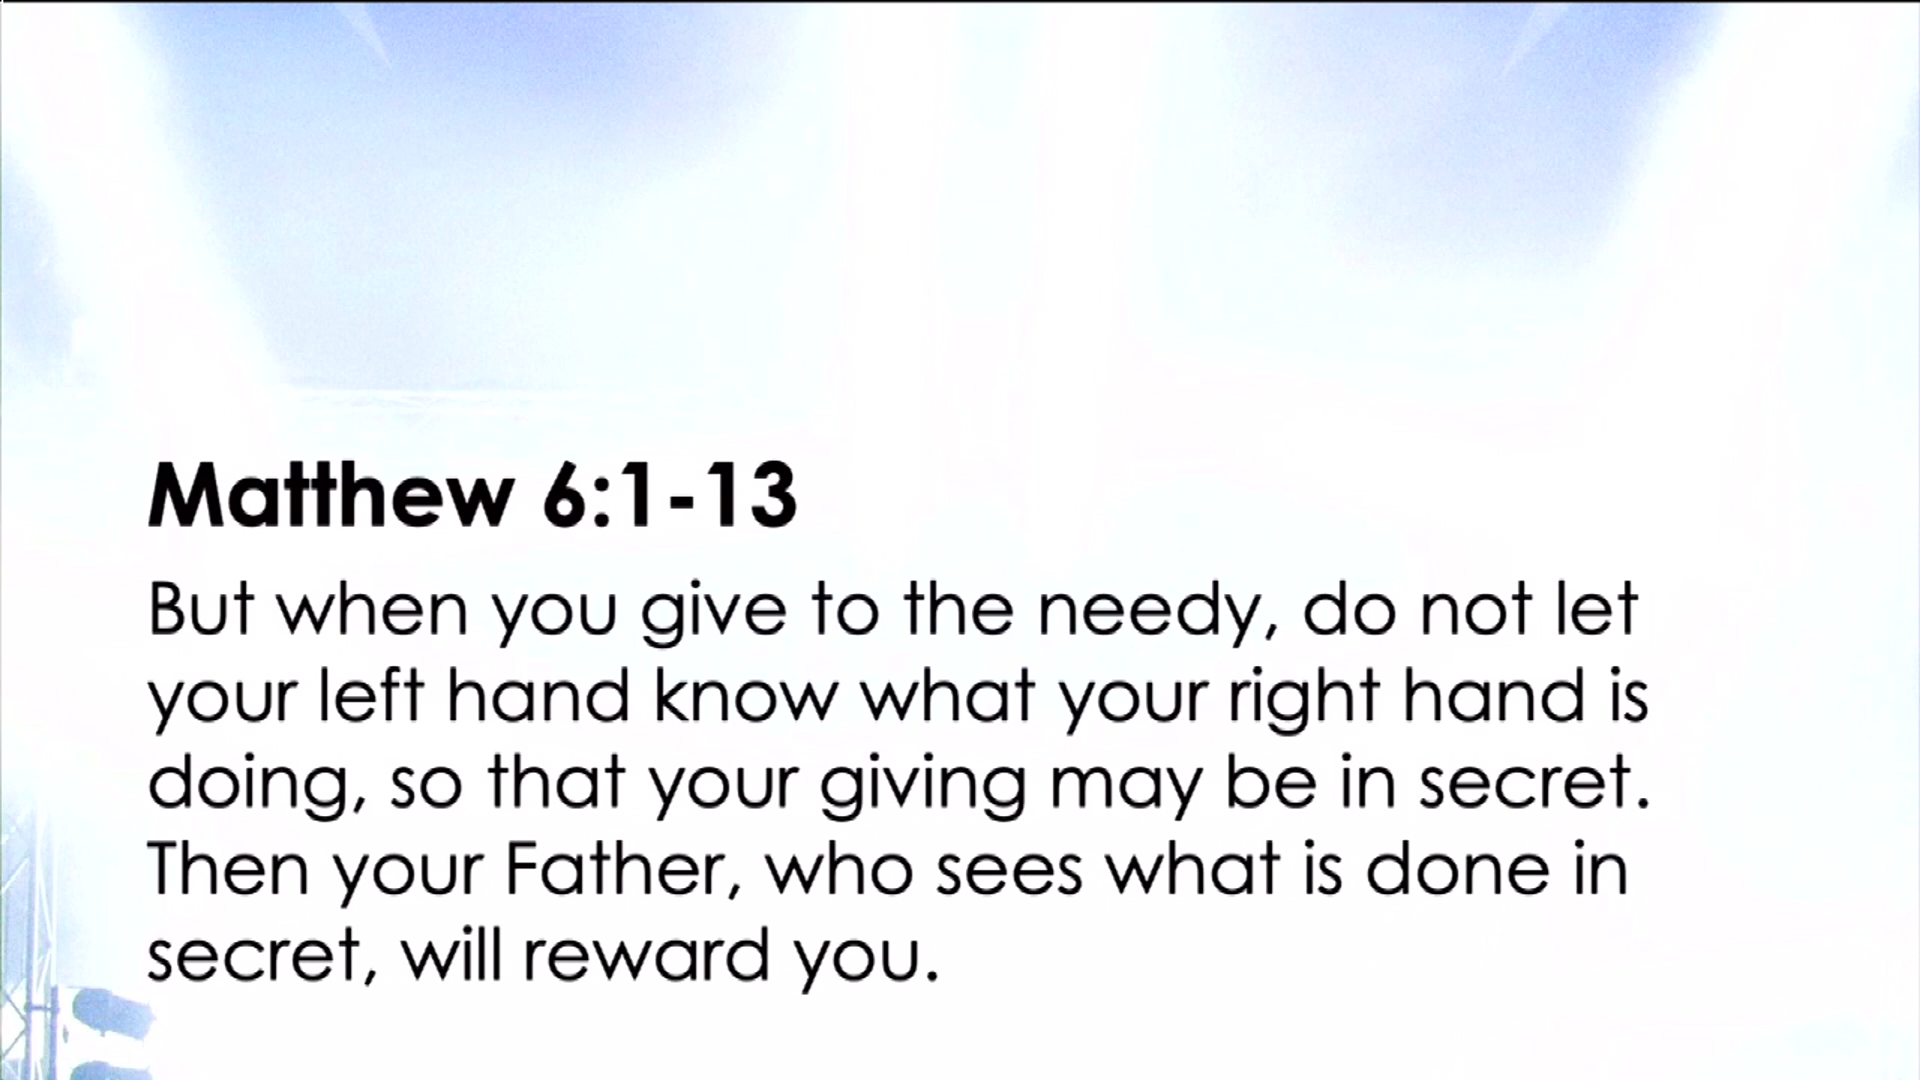 Matthew 6:1-13
But when you give to the needy, do not let
your left hand know what your right hand is
doing, so that your giving may be in secret.
Then your Father, who sees what is done in
secret, will reward you.